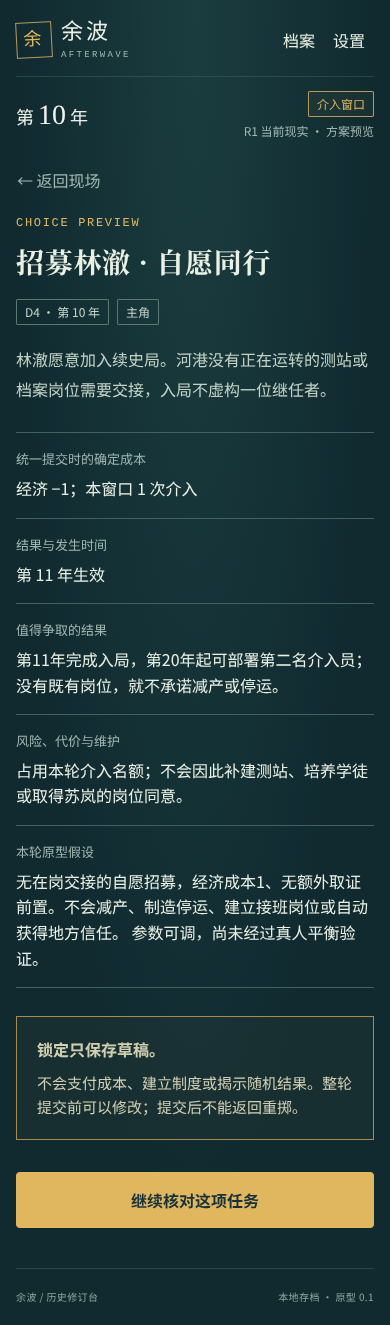 余
余波
AFTERWAVE
档案 设置
第 10 年
介入窗口
R1 当前现实 · 方案预览
← 返回现场
CHOICE PREVIEW
招募林澈 · 自愿同行
D4 · 第 10 年
主角
林澈愿意加入续史局。河港没有正在运转的测站或
档案岗位需要交接，入局不虚构一位继任者。
统一提交时的确定成本
经济 −1；本窗口 1 次介入
结果与发生时间
第 11 年生效
值得争取的结果
第11年完成入局，第20年起可部署第二名介入员；
没有既有岗位，就不承诺减产或停运。
风险、代价与维护
占用本轮介入名额；不会因此补建测站、培养学徒
或取得苏岚的岗位同意。
本轮原型假设
无在岗交接的自愿招募，经济成本1、无额外取证
前置。不会减产、制造停运、建立接班岗位或自动
获得地方信任。 参数可调，尚未经过真人平衡验
证。
锁定只保存草稿。
不会支付成本、建立制度或揭示随机结果。整轮
提交前可以修改；提交后不能返回重掷。
继续核对这项任务
余波 / 历史修订台
本地存档 · 原型 0.1